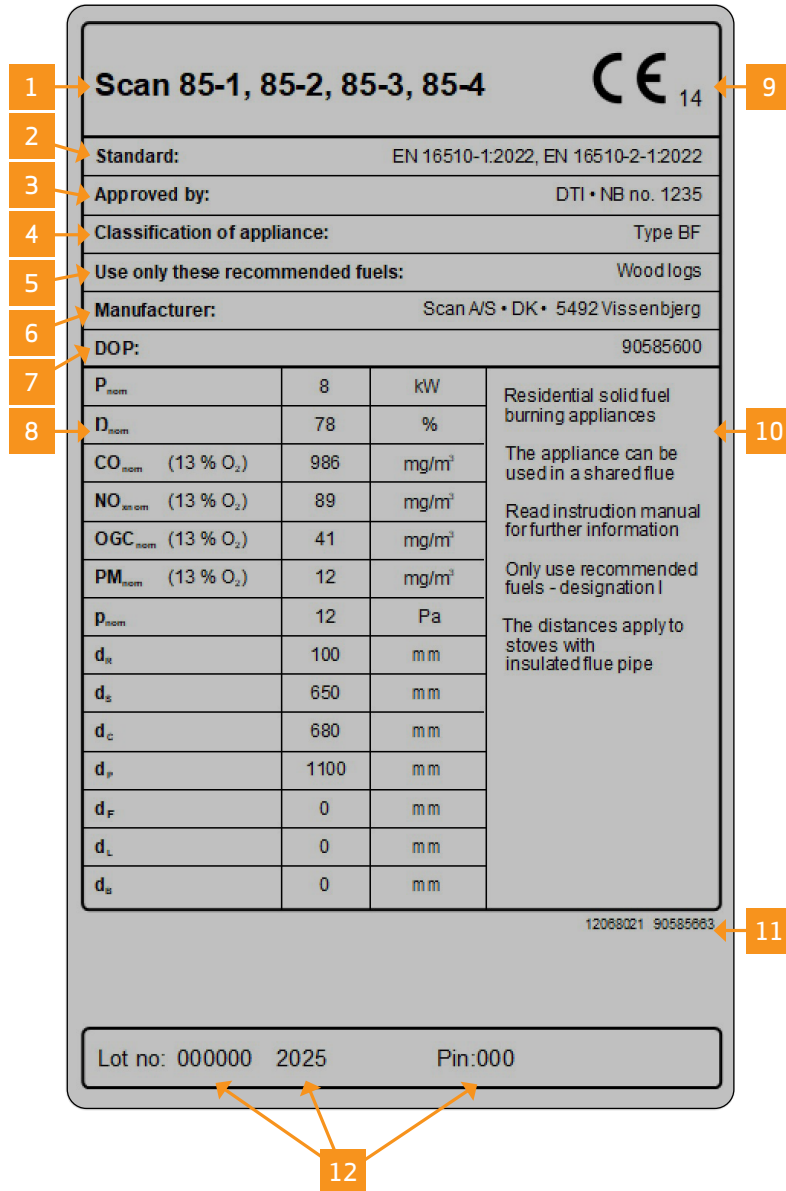 Scan 85-1, 85-2, 85-3, 85-4
CE 14
Standard: EN 16510-1:2022, EN 16510-2-1:2022
Approved by: DTI • NB no. 1235
Classification of appliance: Type BF
Use only these recommended fuels: Wood logs
Manufacturer: Scan A/S • DK • 5492 Vissenbjerg
DOP: 90585600
Pnom 8 kW
Ŋnom 78 %
COnom (13 % O₂) 986 mg/m³
NOxnom (13 % O₂) 89 mg/m³
OGCnom (13 % O₂) 41 mg/m³
PMnom (13 % O₂) 12 mg/m³
pnom 12 Pa
dR 100 mm
dS 650 mm
dC 680 mm
dP 1100 mm
dF 0 mm
dL 0 mm
dB 0 mm
Residential solid fuel
burning appliances
The appliance can be
used in a shared flue
Read instruction manual
for further information
Only use recommended
fuels - designation I
The distances apply to
stoves with
insulated flue pipe
12068021 90585663
Lot no: 000000 2025 Pin:000
1
2
3
4
5
6
7
8
9
10
11
12